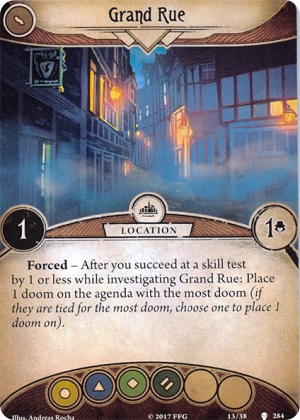 Grand Rue
1
1
LOCATION
Forced – After you succeed at a skill test
by 1 or less while investigating Grand Rue: Place
1 doom on the agenda with the most doom (if
they are tied for the most doom, choose one to place 1
doom on).
Illus. Andreas Rocha
© 2017 FFG
13/38
284